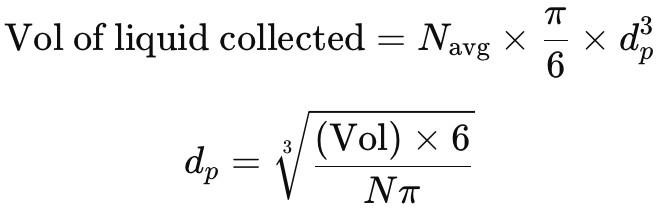 Vol of liquid collected = N_avg × π/6 × d_p^3
d_p = ∛((Vol) × 6 / Nπ)